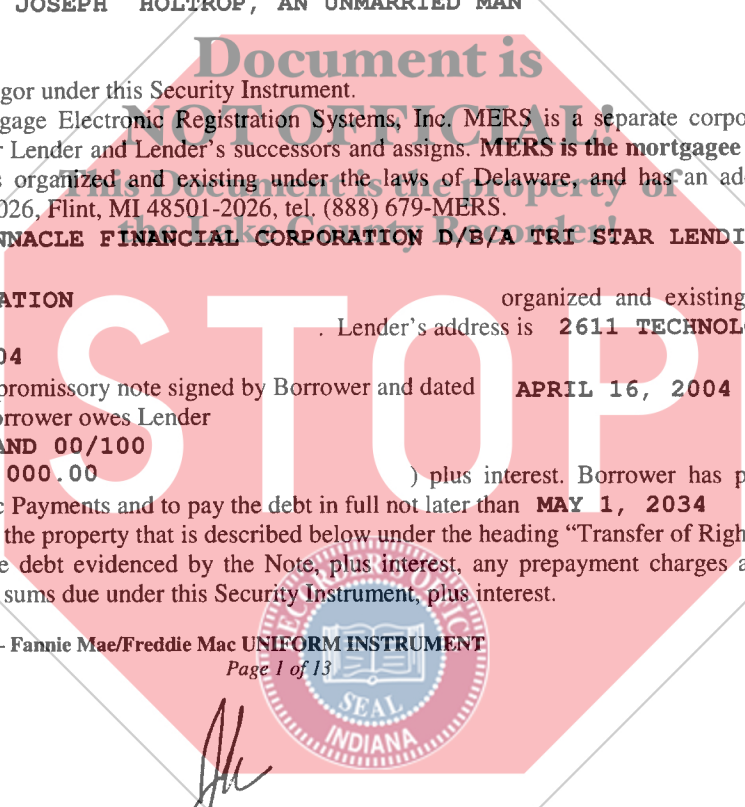 JOSEPH HOLTROP, AN UNMARRIED MAN
Document is
gor under this Security Instrument.
NOT OFFICIAL!
gage Electronic Registration Systems, Inc. MERS is a separate corpo
r Lender and Lender's successors and assigns. MERS is the mortgagee
This Document is the property of
s organized and existing under the laws of Delaware, and has an ad
026, Flint, MI 48501-2026, tel. (888) 679-MERS.
the Lake County Recorder!
NNACLE FINANCIAL CORPORATION D/B/A TRI STAR LENDI
ATION organized and existing
. Lender's address is 2611 TECHNOLO
04
STOP
promissory note signed by Borrower and dated APRIL 16, 2004
orrower owes Lender
AND 00/100
000.00 ) plus interest. Borrower has p
c Payments and to pay the debt in full not later than MAY 1, 2034
the property that is described below under the heading “Transfer of Righ
e debt evidenced by the Note, plus interest, any prepayment charges a
sums due under this Security Instrument, plus interest.
- Fannie Mae/Freddie Mac UNIFORM INSTRUMENT
Page 1 of 13
SEAL
INDIANA